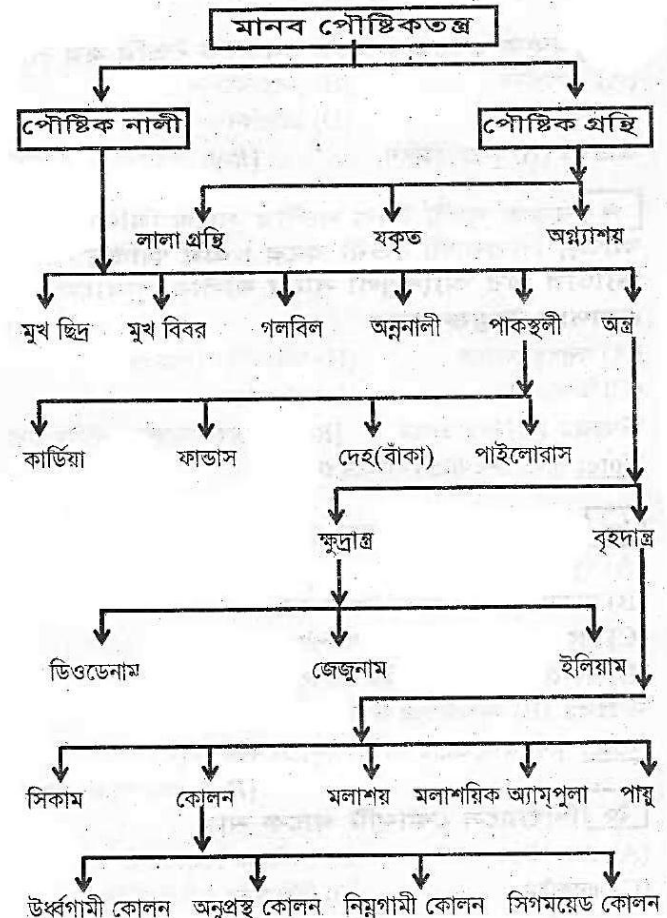 মানব পৌষ্টিকতন্ত্র
পৌষ্টিক নালী পৌষ্টিক গ্রন্থি
লালা গ্রন্থি যকৃত অগ্ন্যাশয়
মুখ ছিদ্র মুখ বিবর গলবিল অন্ননালী পাকস্থলী অন্ত্র
কার্ডিয়া ফান্ডাস দেহ(বাঁকা) পাইলোরাস
ক্ষুদ্রান্ত্র বৃহদান্ত্র
ডিওডেনাম জেজুনাম ইলিয়াম
সিকাম কোলন মলাশয় মলাশয়িক অ্যাম্পুলা পায়ু
উর্ধ্বগামী কোলন অনুপ্রস্থ কোলন নিম্নগামী কোলন সিগময়েড কোলন